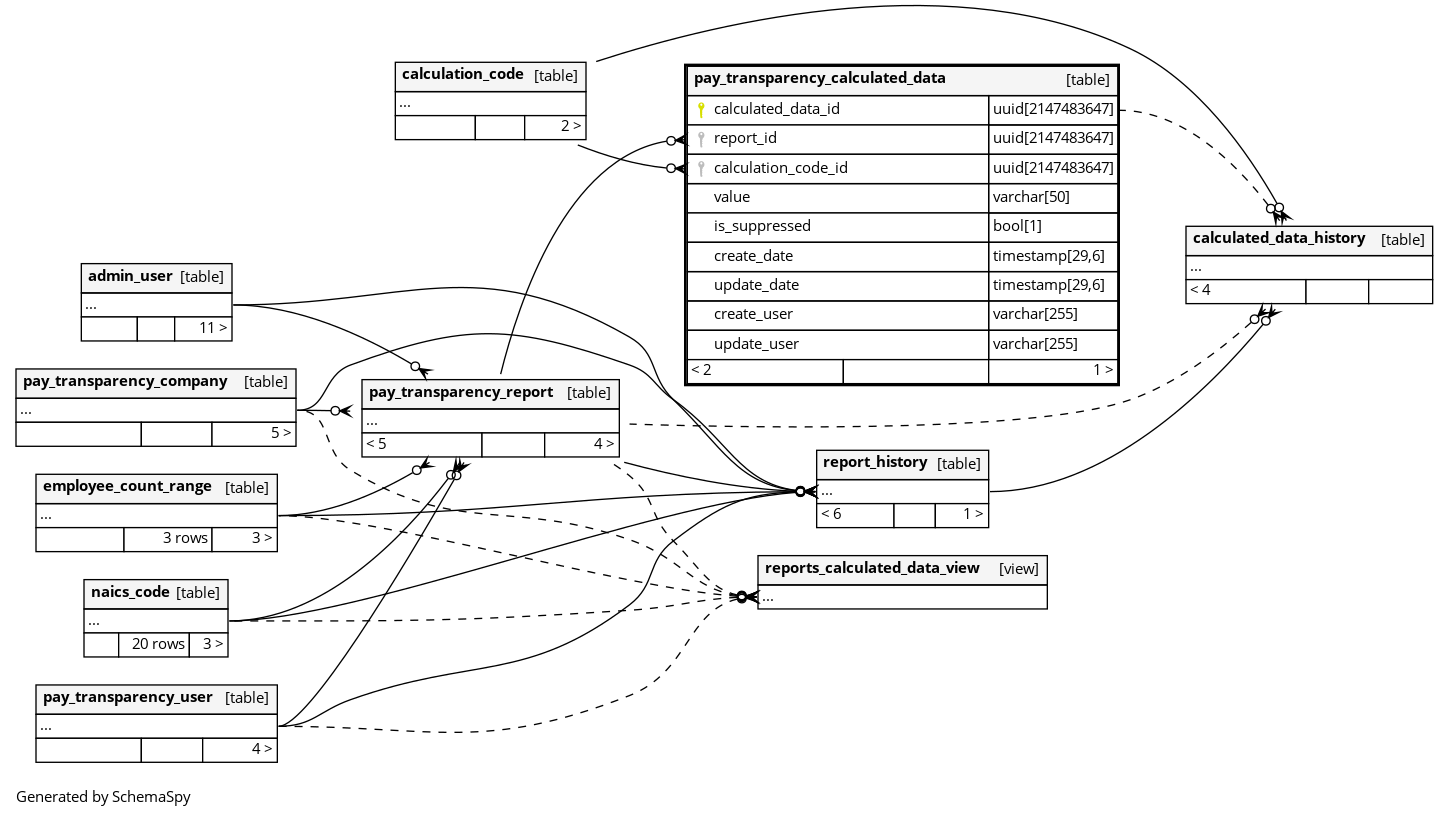 calculation_code [table]
...
2 >
pay_transparency_calculated_data [table]
calculated_data_id uuid[2147483647]
report_id uuid[2147483647]
calculation_code_id uuid[2147483647]
value varchar[50]
is_suppressed bool[1]
create_date timestamp[29,6]
update_date timestamp[29,6]
create_user varchar[255]
update_user varchar[255]
< 2 1 >
calculated_data_history [table]
...
< 4
admin_user [table]
...
11 >
pay_transparency_company [table]
...
5 >
pay_transparency_report [table]
...
< 5 4 >
employee_count_range [table]
...
3 rows 3 >
report_history [table]
...
< 6 1 >
reports_calculated_data_view [view]
...
naics_code [table]
...
20 rows 3 >
pay_transparency_user [table]
...
4 >
Generated by SchemaSpy